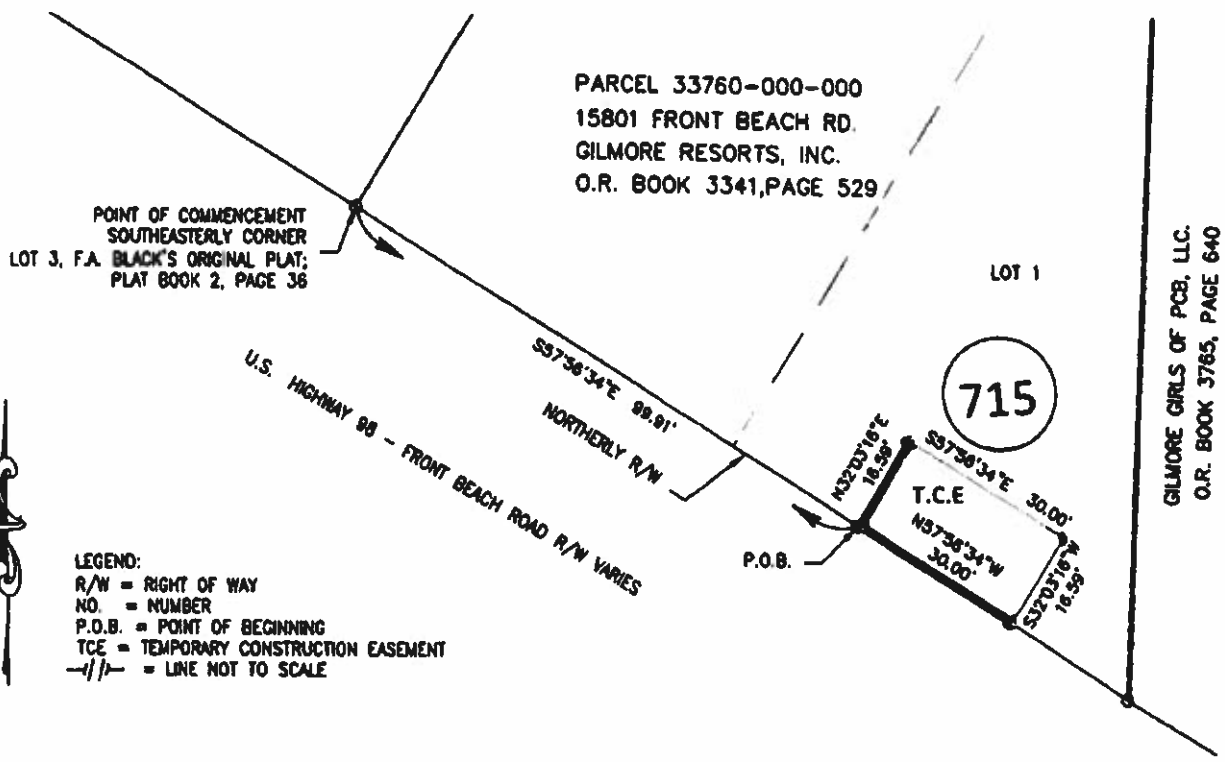 PARCEL 33760-000-000
15801 FRONT BEACH RD.
GILMORE RESORTS, INC.
O.R. BOOK 3341,PAGE 529
POINT OF COMMENCEMENT
SOUTHEASTERLY CORNER
LOT 3, F.A. BLACK'S ORIGINAL PLAT;
PLAT BOOK 2, PAGE 36
LOT 1
GILMORE GIRLS OF PCB, LLC.
O.R. BOOK 3765, PAGE 640
S57°56'34"E 99.91'
NORTHERLY R/W
U.S. HIGHWAY 98 - FRONT BEACH ROAD R/W VARIES
715
N32°03'16"E
16.59'
S57°56'34"E 30.00'
T.C.E
N57°56'34"W
30.00'
S32°03'16"W
16.59'
P.O.B.
LEGEND:
R/W = RIGHT OF WAY
NO. = NUMBER
P.O.B. = POINT OF BEGINNING
TCE = TEMPORARY CONSTRUCTION EASEMENT
= LINE NOT TO SCALE